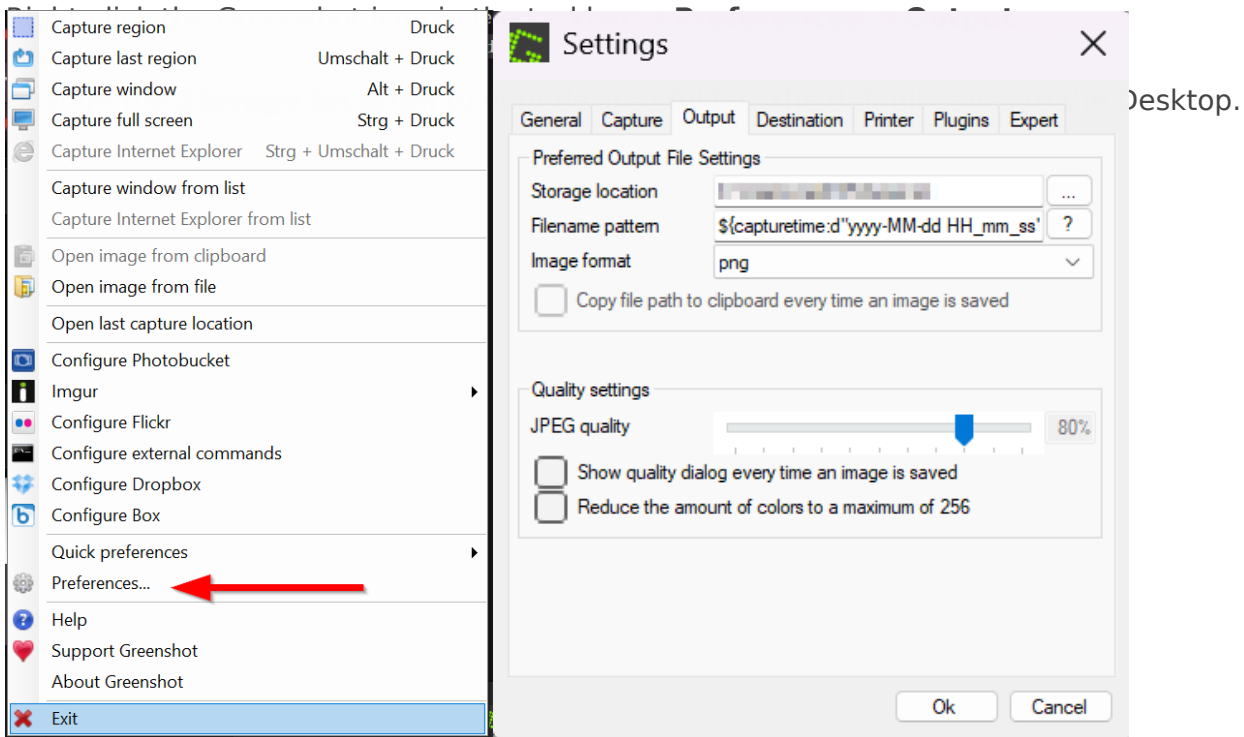 Capture region Druck
Capture last region Umschalt + Druck
Capture window Alt + Druck
Capture full screen Strg + Druck
Capture Internet Explorer Strg + Umschalt + Druck
Capture window from list
Capture Internet Explorer from list
Open image from clipboard
Open image from file
Open last capture location
Configure Photobucket
Imgur
Configure Flickr
Configure external commands
Configure Dropbox
Configure Box
Quick preferences
Preferences...
Help
Support Greenshot
About Greenshot
Exit
Settings
General Capture Output Destination Printer Plugins Expert
Preferred Output File Settings
Storage location ...
Filename pattern ${capturetime:d"yyyy-MM-dd HH_mm_ss" ?
Image format png
Copy file path to clipboard every time an image is saved
Quality settings
JPEG quality 80%
Show quality dialog every time an image is saved
Reduce the amount of colors to a maximum of 256
Ok Cancel
Desktop.